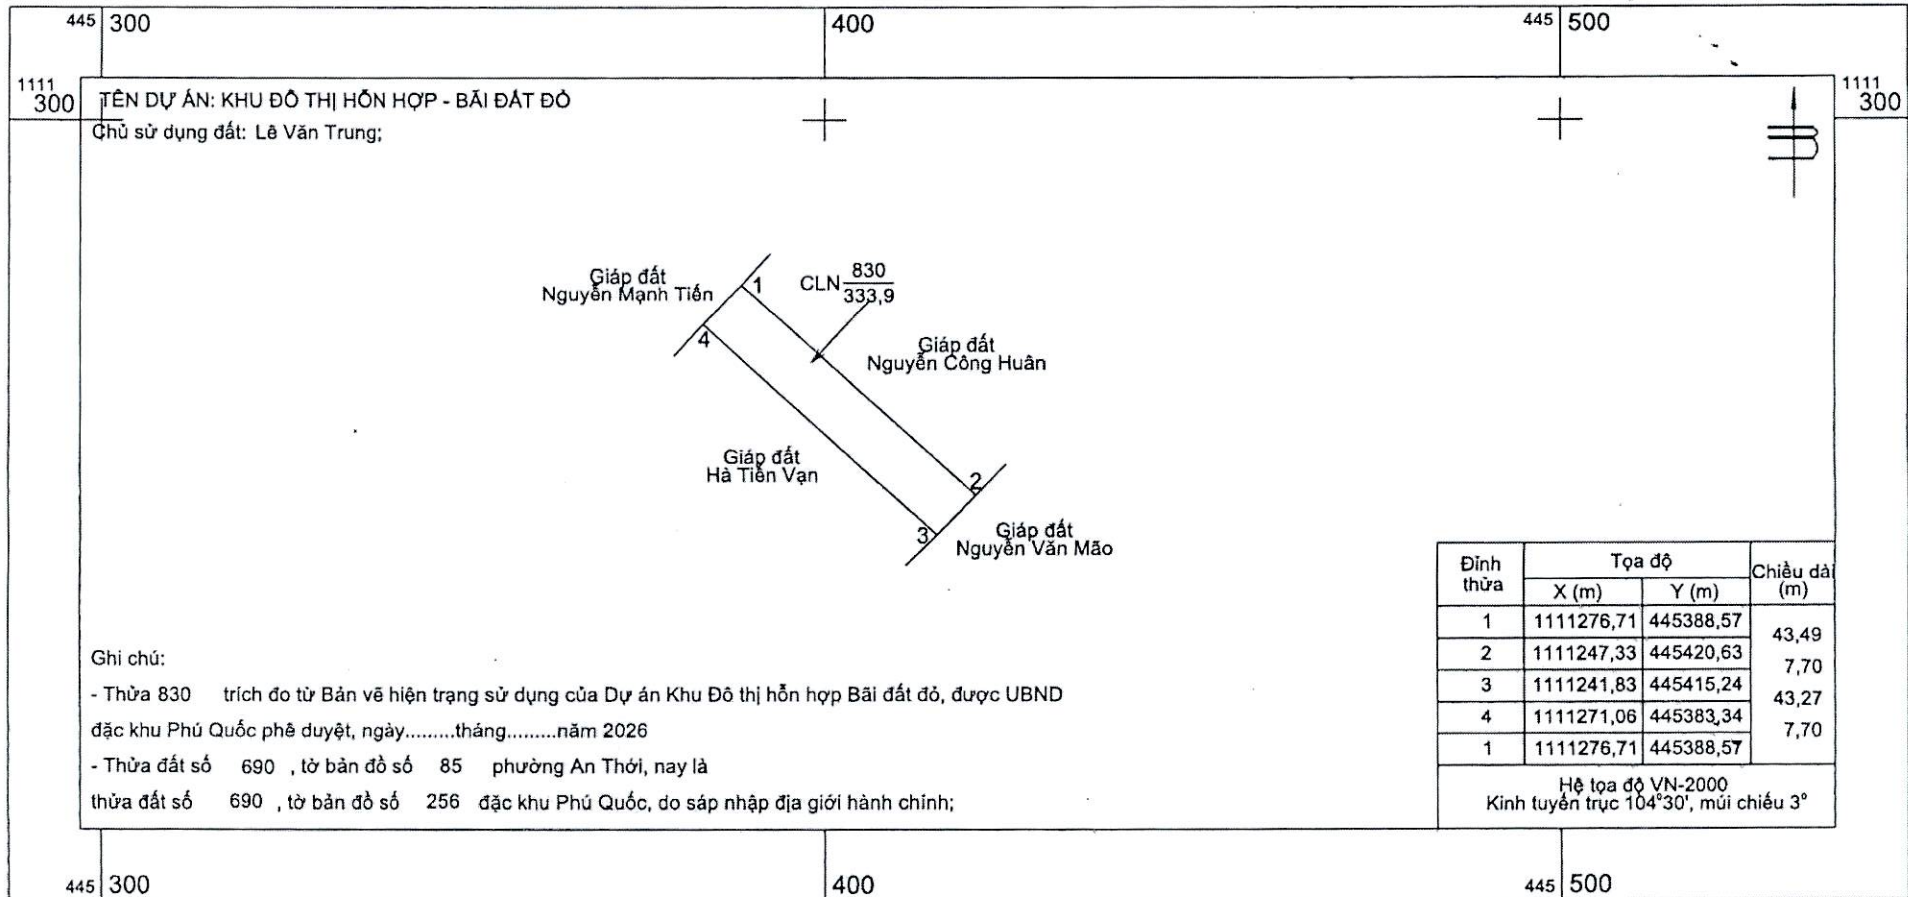 445 300
400
445 500
1111
300
1111
300
TÊN DỰ ÁN: KHU ĐÔ THỊ HỖN HỢP - BÃI ĐẤT ĐỎ
Chủ sử dụng đất: Lê Văn Trung;
Giáp đất
Nguyễn Mạnh Tiến
1
CLN 830
333,9
4
Giáp đất
Nguyễn Công Huân
Giáp đất
Hà Tiến Vạn
2
3
Giáp đất
Nguyễn Văn Mão
Đỉnh thửa
Tọa độ
Chiều dài (m)
X (m) Y (m)
1 1111276,71 445388,57
43,49
2 1111247,33 445420,63
7,70
3 1111241,83 445415,24
43,27
4 1111271,06 445383,34
7,70
1 1111276,71 445388,57
Hệ tọa độ VN-2000
Kinh tuyến trục 104°30', múi chiếu 3°
Ghi chú:
- Thửa 830 trích đo từ Bản vẽ hiện trạng sử dụng của Dự án Khu Đô thị hỗn hợp Bãi đất đỏ, được UBND
đặc khu Phú Quốc phê duyệt, ngày.........tháng.........năm 2026
- Thửa đất số 690 , tờ bản đồ số 85 phường An Thới, nay là
thửa đất số 690 , tờ bản đồ số 256 đặc khu Phú Quốc, do sáp nhập địa giới hành chính;
445 300
400
445 500